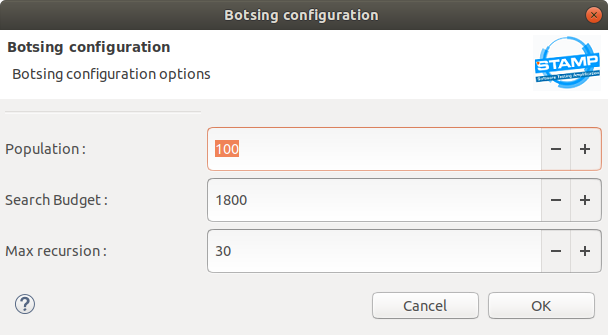 Botsing configuration
Botsing configuration
Botsing configuration options
STAMP
Software Testing Amplification
Population :
100
Search Budget :
1800
Max recursion :
30
Cancel
OK